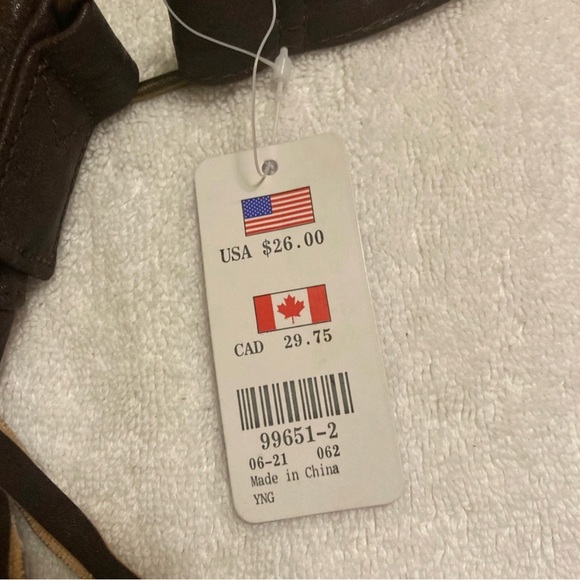 USA $26.00
CAD 29.75
99651-2
06-21 062
Made in China
YNG